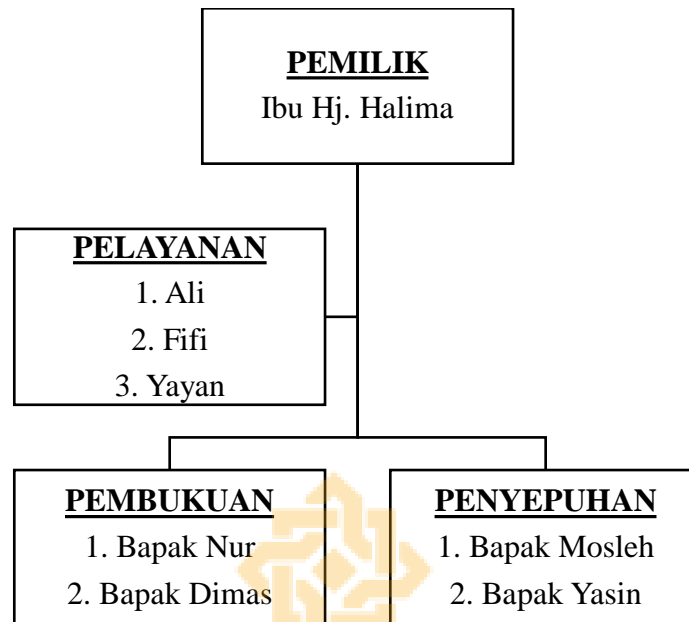 PEMILIK
Ibu Hj. Halima
PELAYANAN
1. Ali
2. Fifi
3. Yayan
PEMBUKUAN
1. Bapak Nur
2. Bapak Dimas
PENYEPUHAN
1. Bapak Mosleh
2. Bapak Yasin